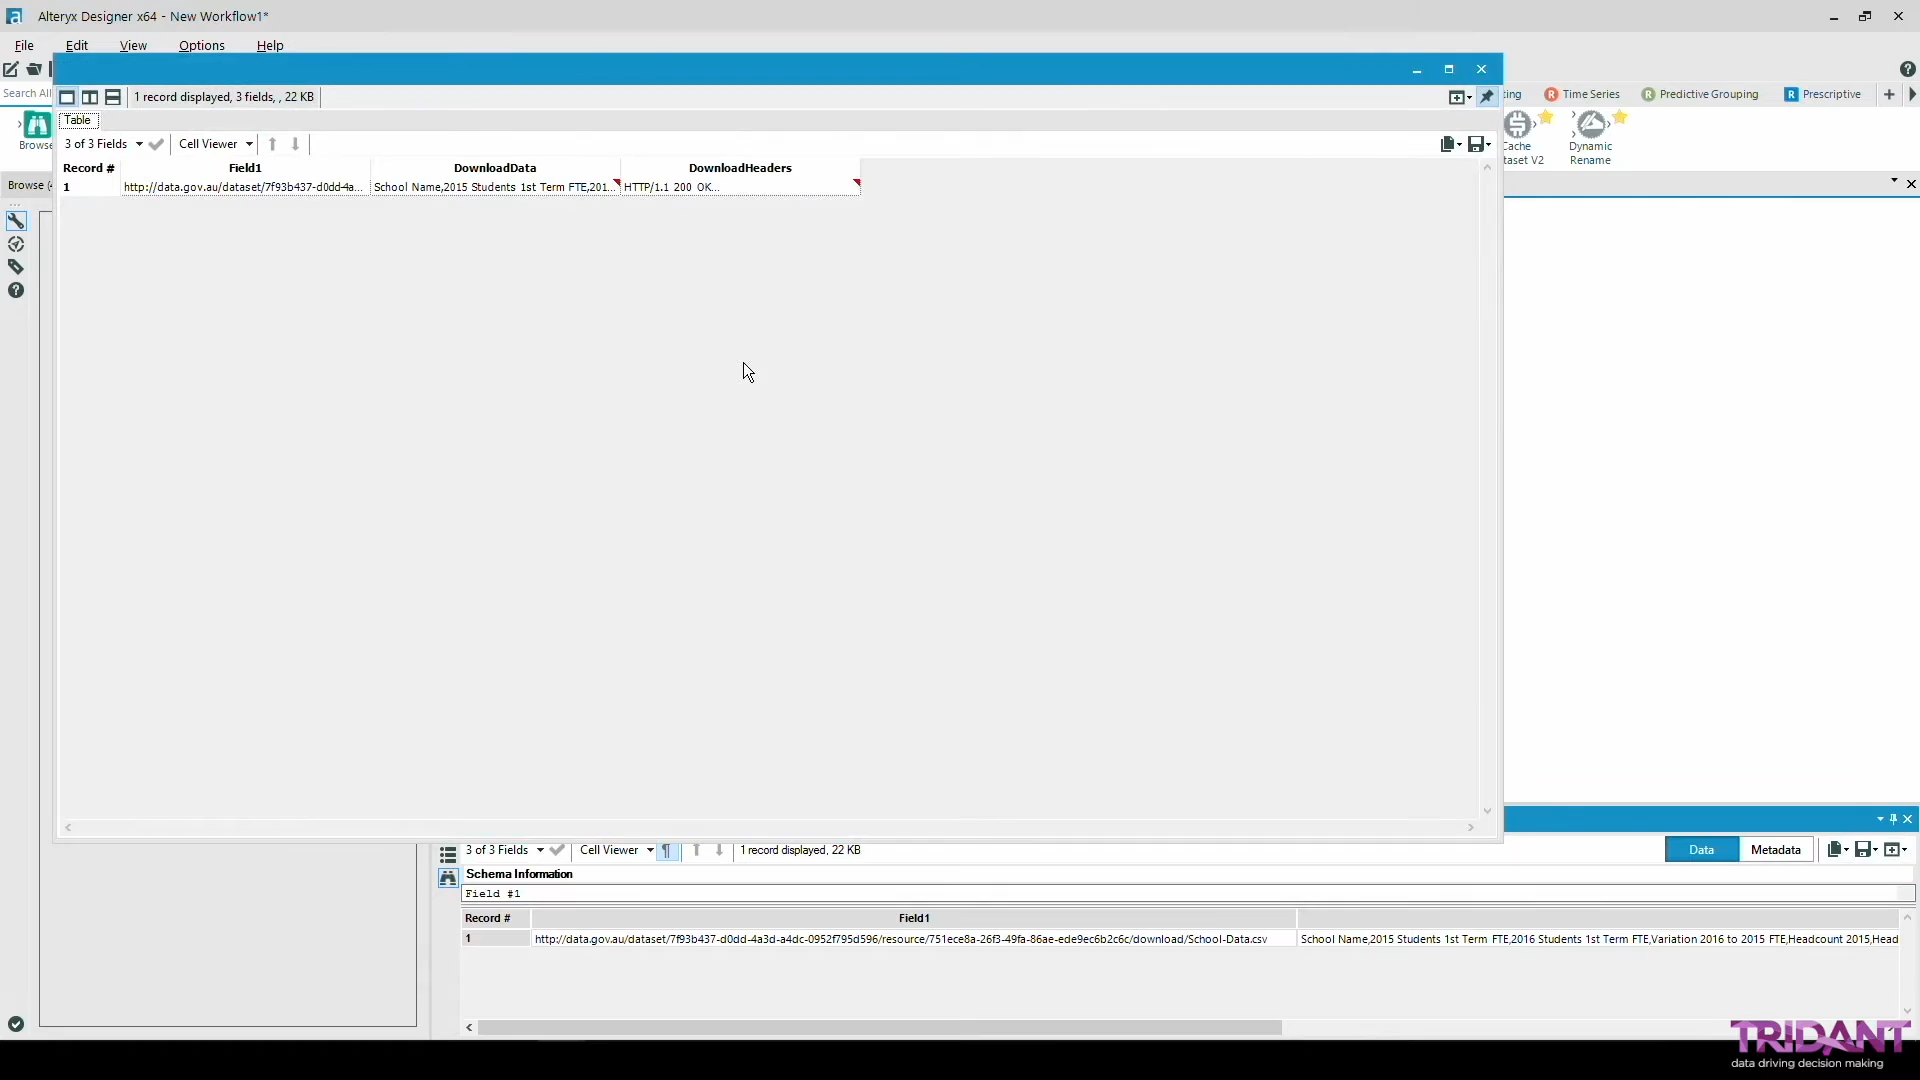 Alteryx Designer x64 - New Workflow1*
File Edit View Options Help
Search All
1 record displayed, 3 fields, , 22 KB
ting Time Series Predictive Grouping Prescriptive
Table
Browse
3 of 3 Fields Cell Viewer
Cache
taset V2
Dynamic
Rename
Record # Field1 DownloadData DownloadHeaders
1 http://data.gov.au/dataset/7f93b437-d0dd-4a... School Name,2015 Students 1st Term FTE,201... HTTP/1.1 200 OK...
Browse (4
3 of 3 Fields Cell Viewer 1 record displayed, 22 KB Data Metadata
Schema Information
Field #1
Record # Field1
1 http://data.gov.au/dataset/7f93b437-d0dd-4a3d-a4dc-0952f795d596/resource/751ece8a-26f3-49fa-86ae-ede9ec6b2c6c/download/School-Data.csv School Name,2015 Students 1st Term FTE,2016 Students 1st Term FTE,Variation 2016 to 2015 FTE,Headcount 2015,Head
TRIDANT
data driving decision making